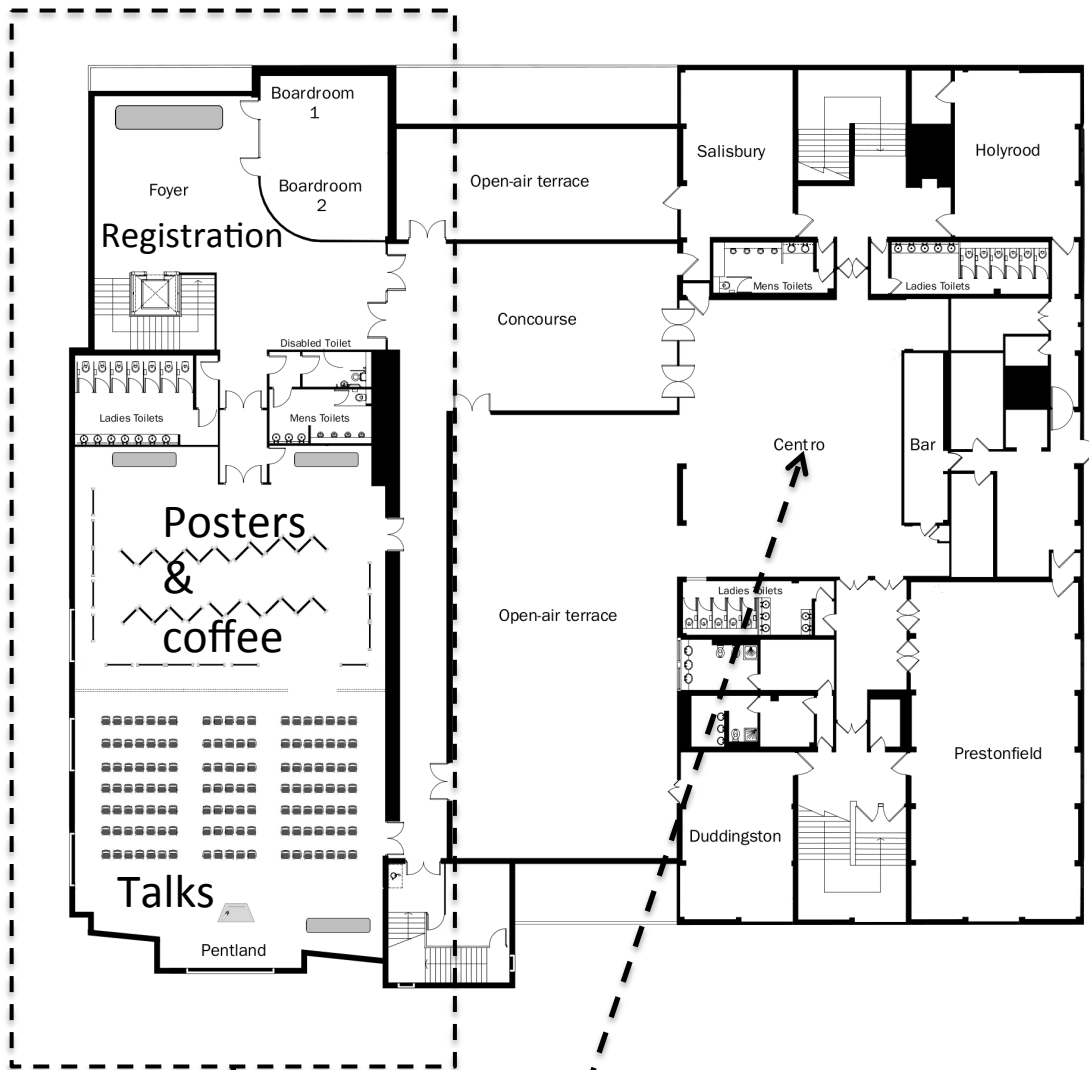 Boardroom
1
Foyer
Boardroom
2
Registration
Open-air terrace
Salisbury
Holyrood
Mens Toilets
Ladies Toilets
Concourse
Disabled Toilet
Ladies Toilets
Mens Toilets
Centro
Bar
Posters
&
coffee
Open-air terrace
Ladies Toilets
Prestonfield
Duddingston
Talks
Pentland